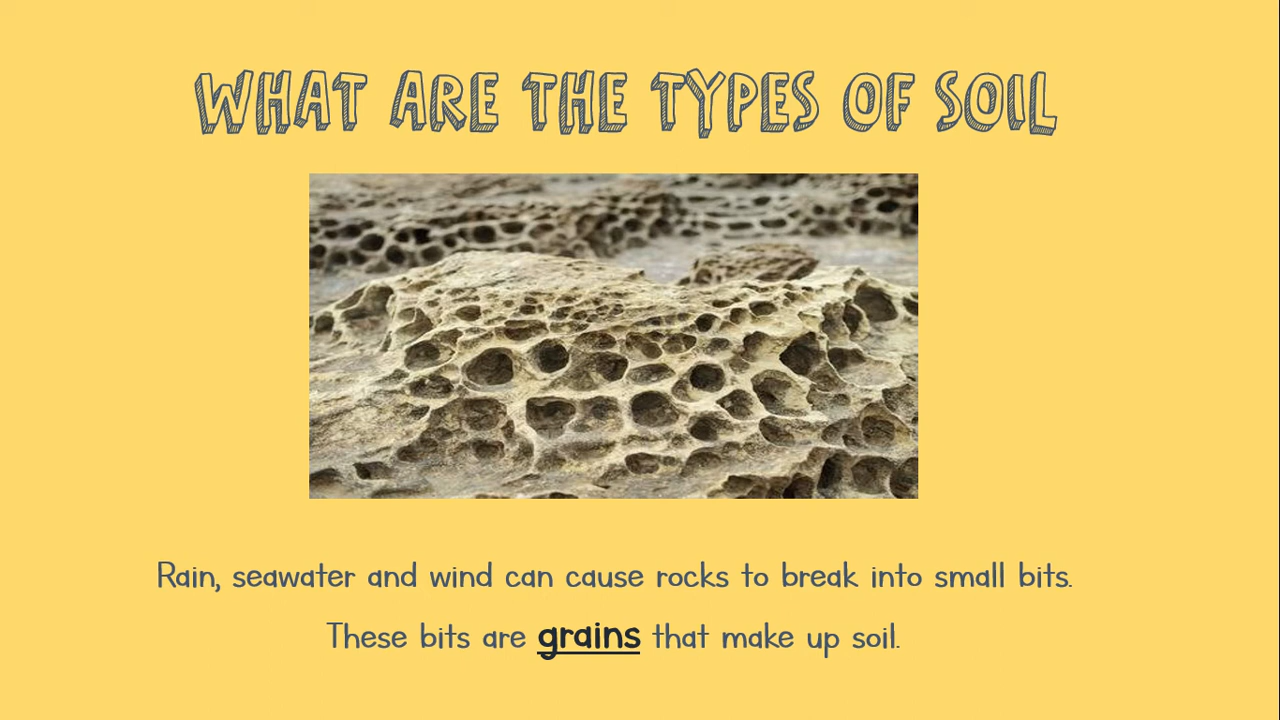 WHAT ARE THE TYPES OF SOIL
Rain, seawater and wind can cause rocks to break into small bits.
These bits are grains that make up soil.